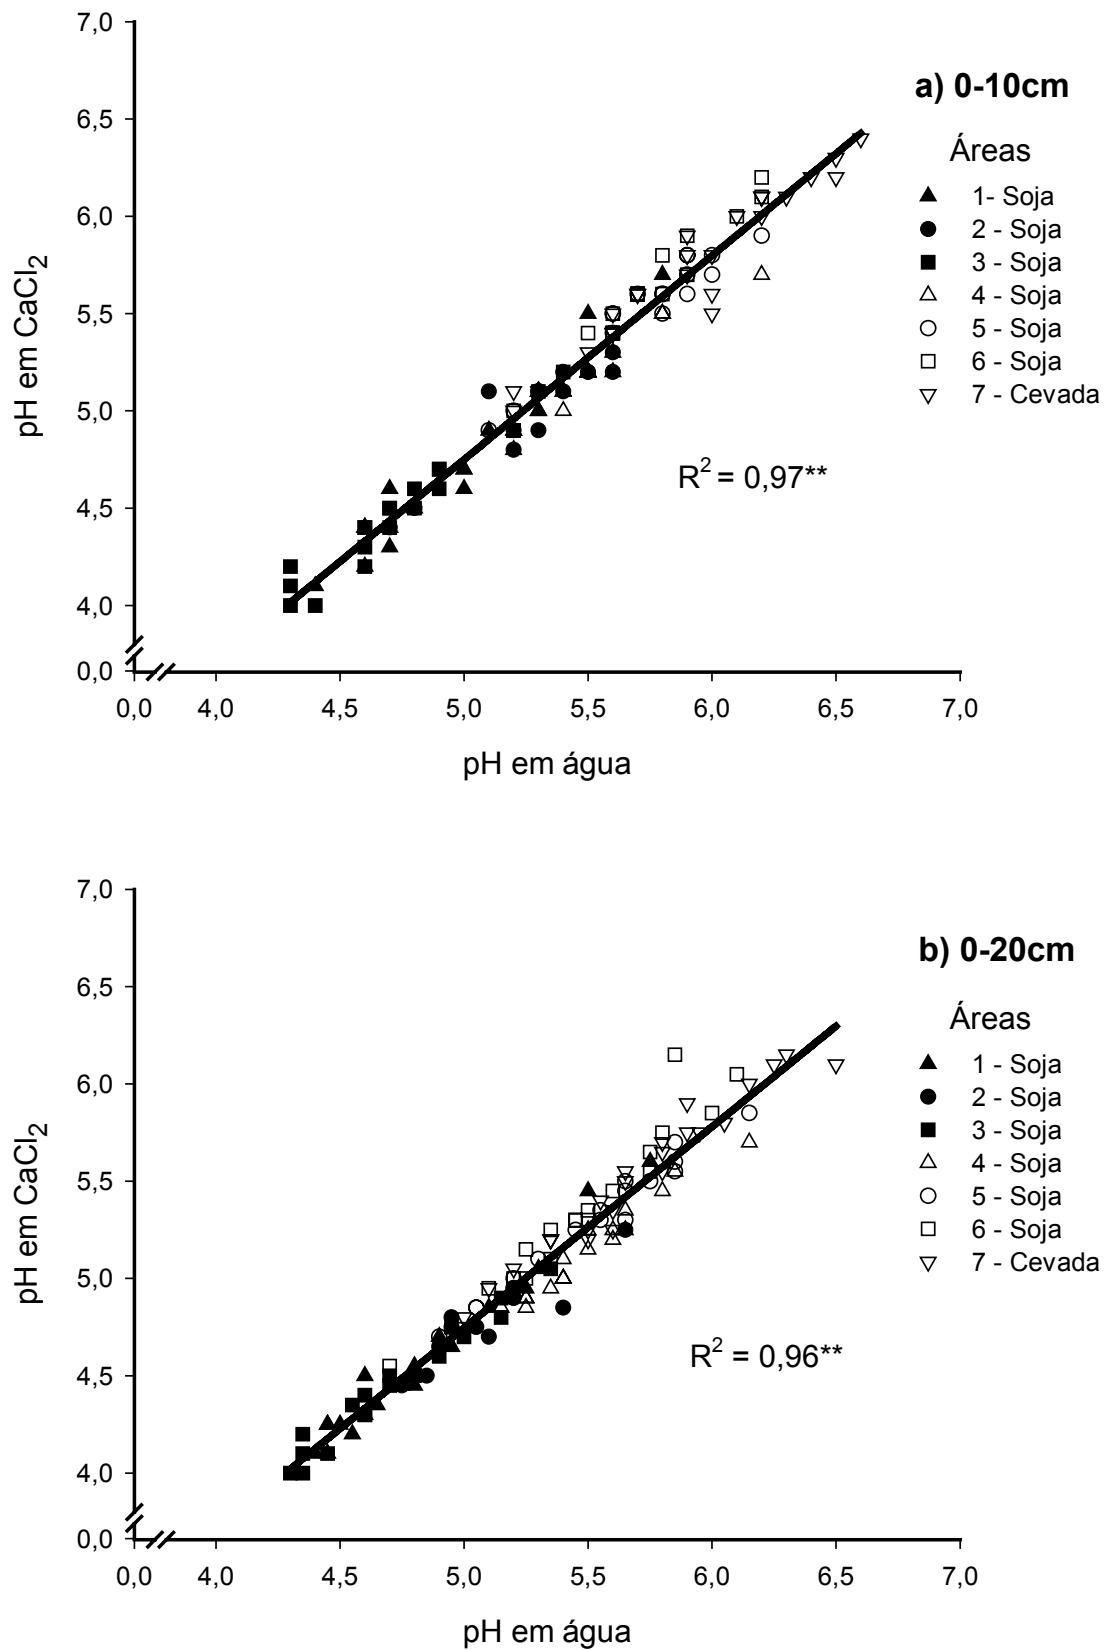 7,0
a) 0-10cm
6,5
Áreas
1- Soja
6,0
2 - Soja
3 - Soja
4 - Soja
5,5
5 - Soja
6 - Soja
7 - Cevada
5,0
pH em CaCl2
R2 = 0,97**
4,5
4,0
0,0
0,0 4,0 4,5 5,0 5,5 6,0 6,5 7,0
pH em água
7,0
b) 0-20cm
6,5
Áreas
1 - Soja
6,0
2 - Soja
3 - Soja
4 - Soja
5,5
5 - Soja
6 - Soja
7 - Cevada
5,0
pH em CaCl2
R2 = 0,96**
4,5
4,0
0,0
0,0 4,0 4,5 5,0 5,5 6,0 6,5 7,0
pH em água